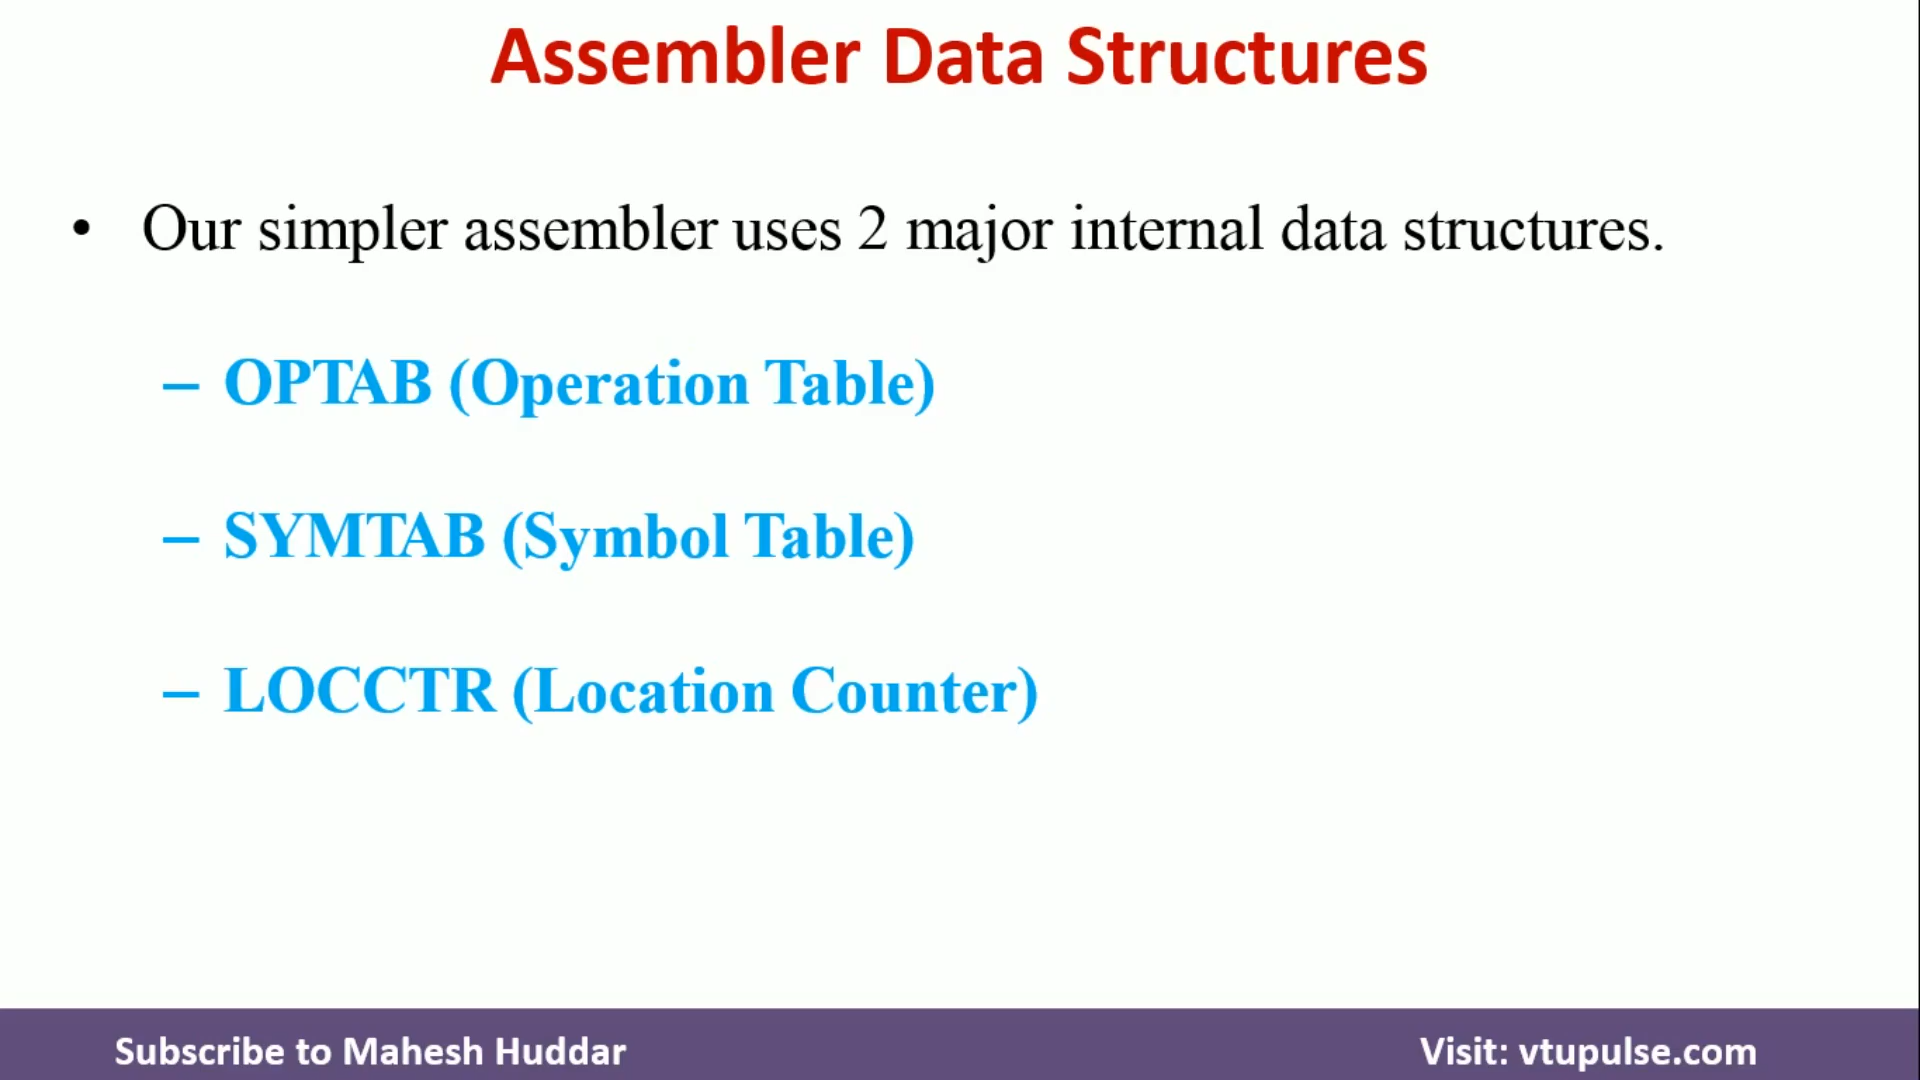 Assembler Data Structures
• Our simpler assembler uses 2 major internal data structures.
– OPTAB (Operation Table)
– SYMTAB (Symbol Table)
– LOCCTR (Location Counter)
Subscribe to Mahesh Huddar
Visit: vtupulse.com